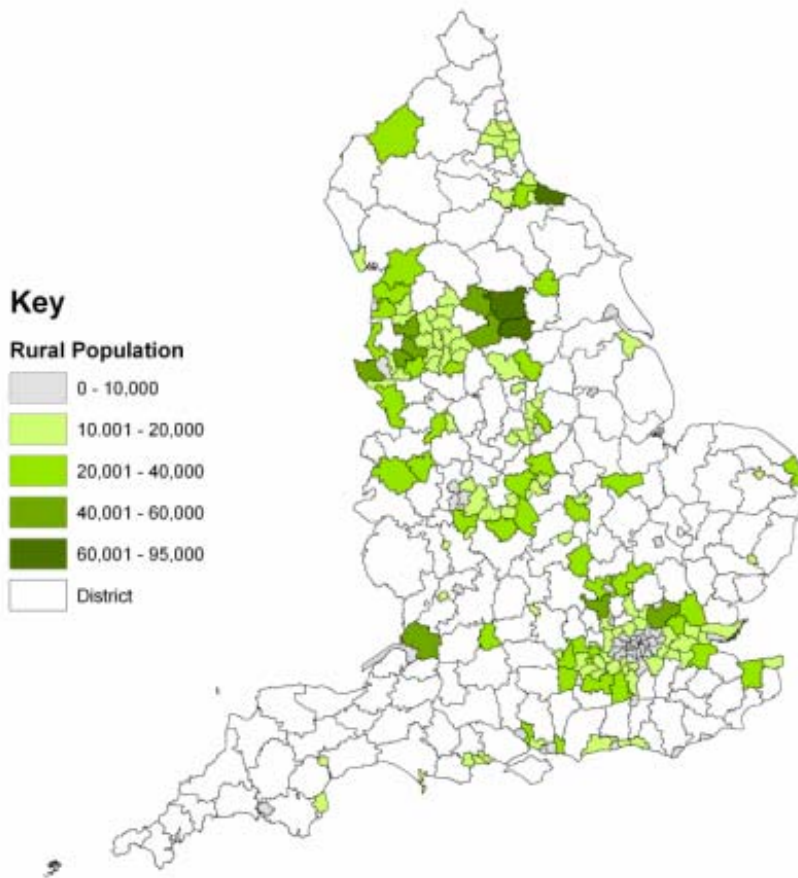 Key
Rural Population
0 - 10,000
10.001 - 20,000
20,001 - 40,000
40,001 - 60,000
60,001 - 95,000
District